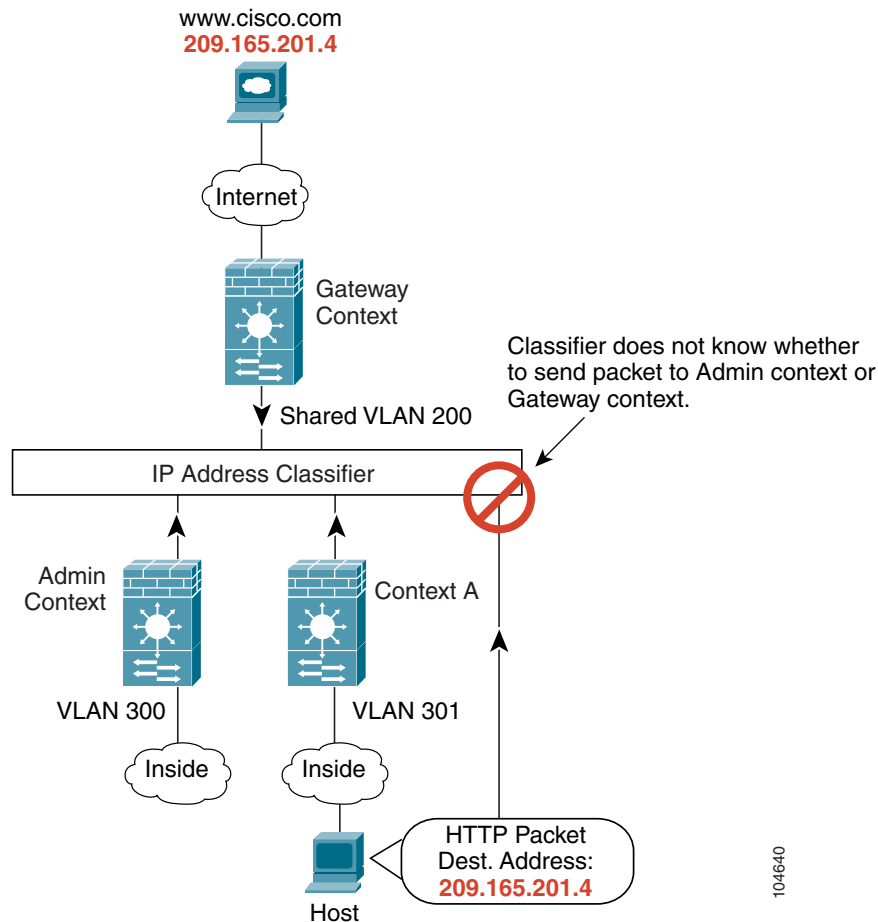 www.cisco.com
209.165.201.4
Internet
Gateway
Context
Classifier does not know whether
to send packet to Admin context or
Gateway context.
Shared VLAN 200
IP Address Classifier
Admin
Context
Context A
VLAN 300
VLAN 301
Inside
Inside
HTTP Packet
Dest. Address:
209.165.201.4
Host
104640